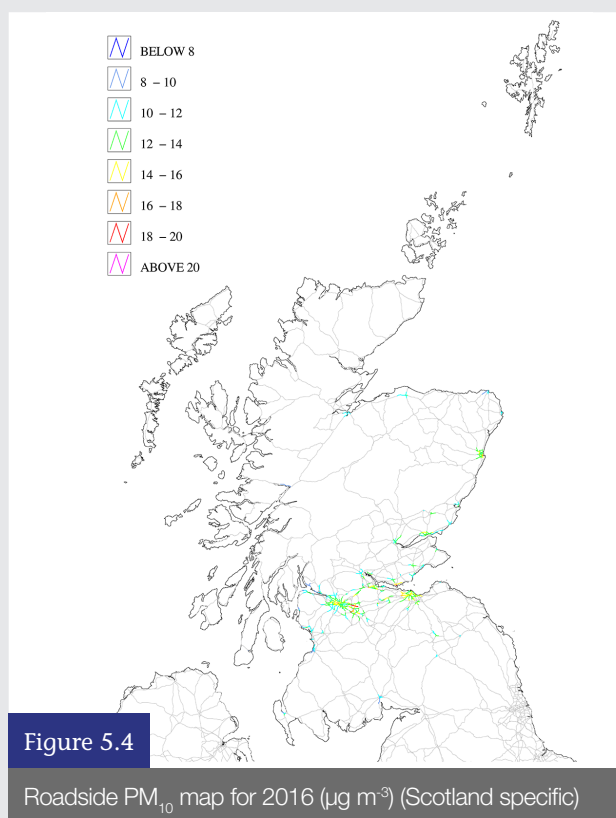 BELOW 8
8 – 10
10 – 12
12 – 14
14 – 16
16 – 18
18 – 20
ABOVE 20
Figure 5.4
Roadside PM₁₀ map for 2016 (µg m⁻³) (Scotland specific)